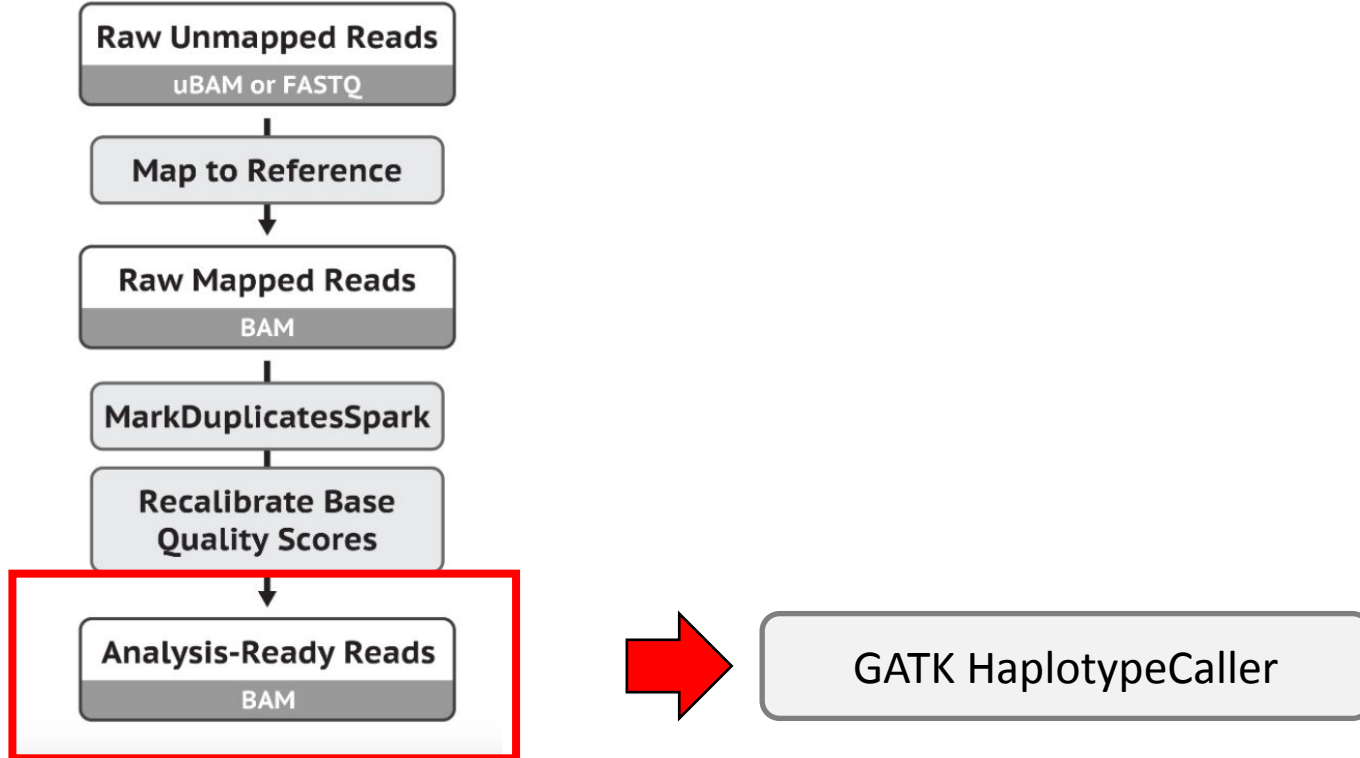 Raw Unmapped Reads
uBAM or FASTQ
Map to Reference
Raw Mapped Reads
BAM
MarkDuplicatesSpark
Recalibrate Base
Quality Scores
Analysis-Ready Reads
BAM
GATK HaplotypeCaller